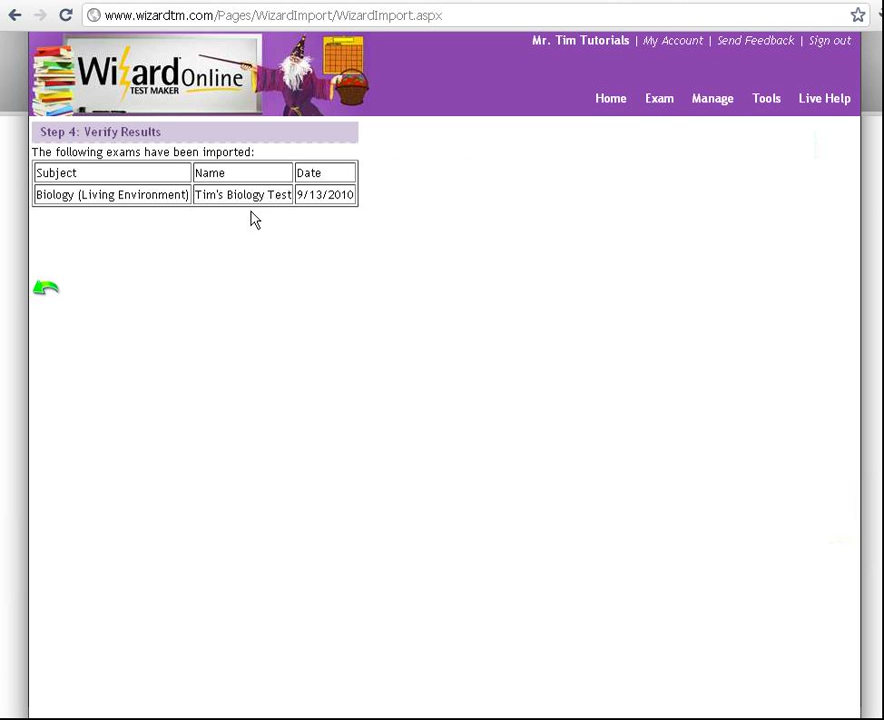 www.wizardtm.com/Pages/WizardImport/WizardImport.aspx
Mr. Tim Tutorials | My Account | Send Feedback | Sign out
Wizard Online
TEST MAKER
Home Exam Manage Tools Live Help
Step 4: Verify Results
The following exams have been imported:
Subject Name Date
Biology (Living Environment) Tim's Biology Test 9/13/2010